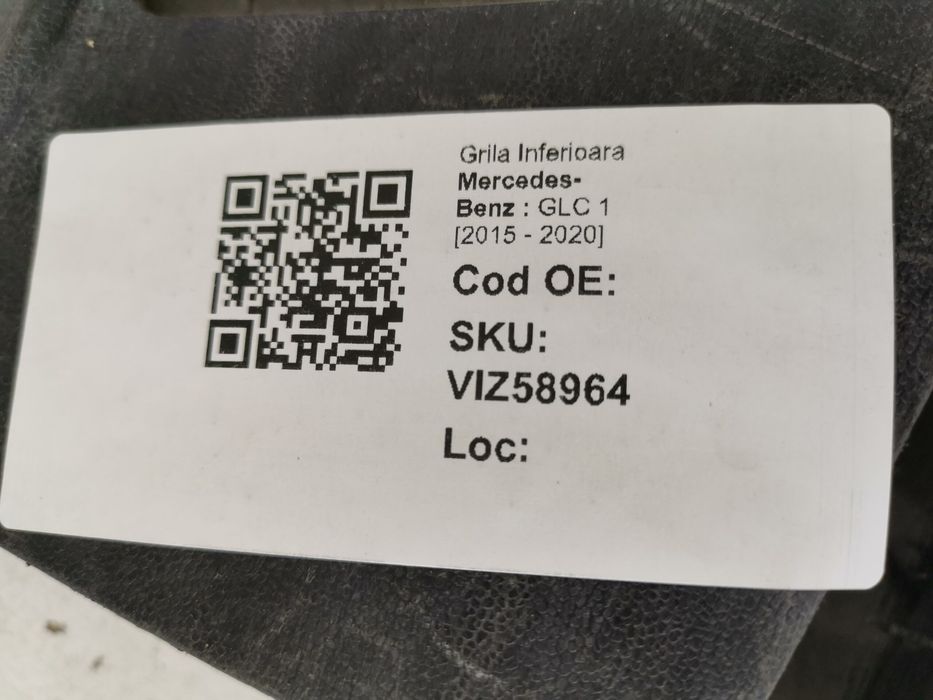 Grila Inferioara
Mercedes-
Benz : GLC 1
[2015 - 2020]
Cod OE:
SKU:
VIZ58964
Loc: